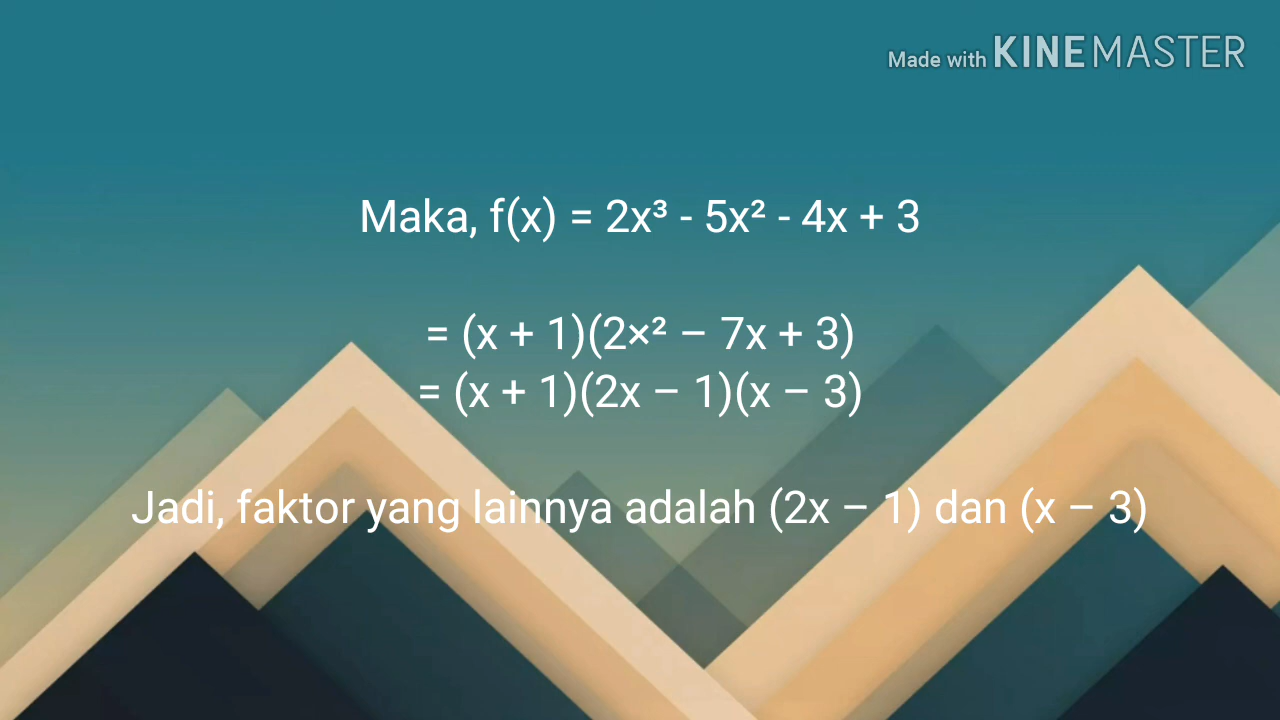 Made with KINEMASTER
Maka, f(x) = 2x³ - 5x² - 4x + 3
= (x + 1)(2×² – 7x + 3)
= (x + 1)(2x – 1)(x – 3)
Jadi, faktor yang lainnya adalah (2x – 1) dan (x – 3)